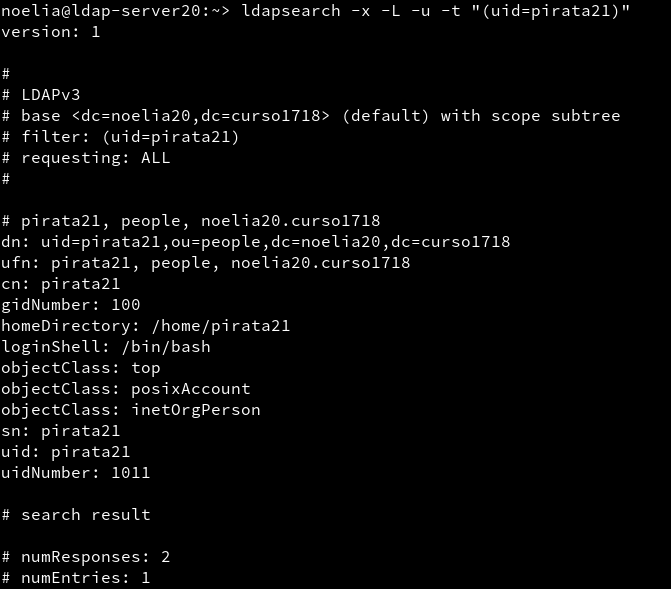 noelia@ldap-server20:~> ldapsearch -x -L -u -t "(uid=pirata21)"
version: 1
#
# LDAPv3
# base <dc=noelia20,dc=curso1718> (default) with scope subtree
# filter: (uid=pirata21)
# requesting: ALL
#
# pirata21, people, noelia20.curso1718
dn: uid=pirata21,ou=people,dc=noelia20,dc=curso1718
ufn: pirata21, people, noelia20.curso1718
cn: pirata21
gidNumber: 100
homeDirectory: /home/pirata21
loginShell: /bin/bash
objectClass: top
objectClass: posixAccount
objectClass: inetOrgPerson
sn: pirata21
uid: pirata21
uidNumber: 1011
# search result
# numResponses: 2
# numEntries: 1